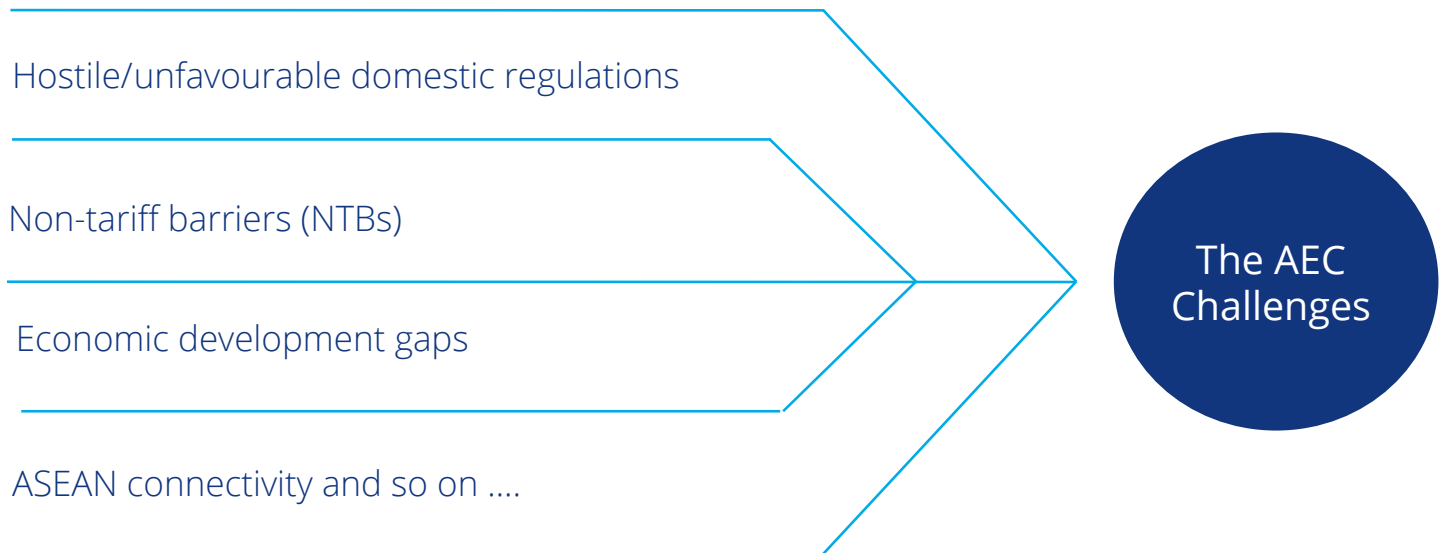 Hostile/unfavourable domestic regulations
Non-tariff barriers (NTBs)
Economic development gaps
ASEAN connectivity and so on ....
The AEC
Challenges